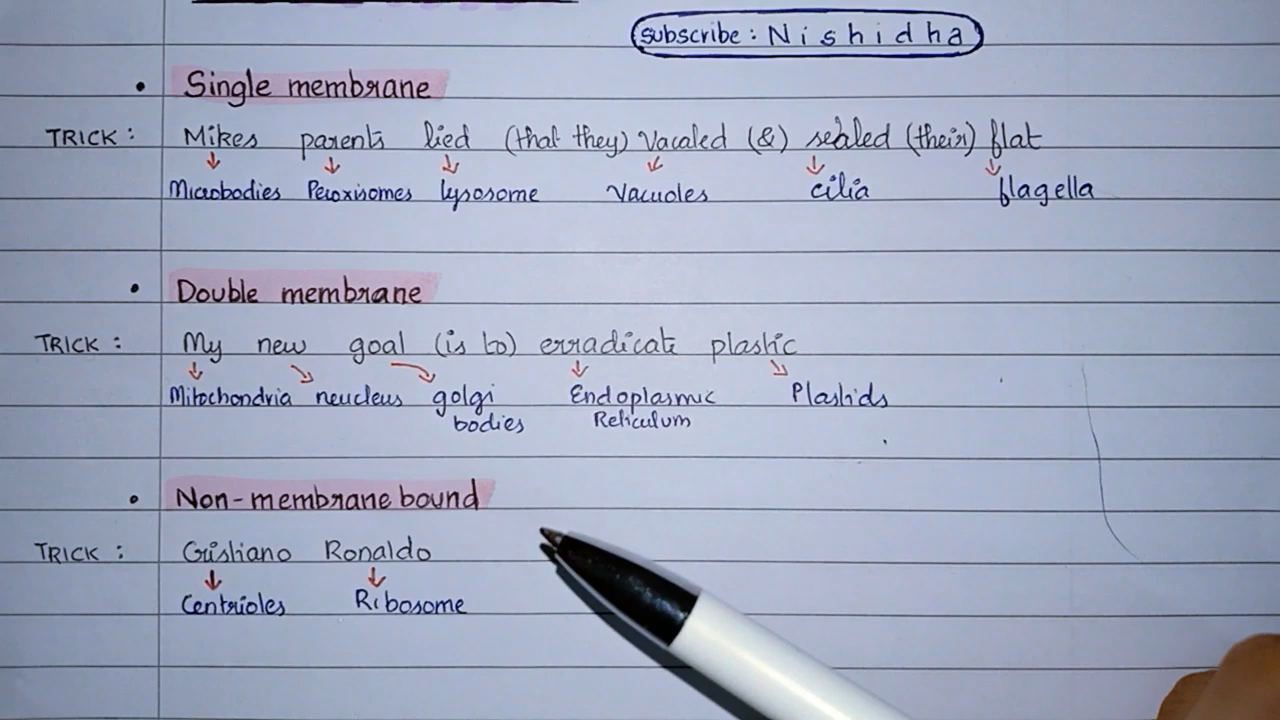 subscribe: Nishidha
• Single membrane
TRICK: Mikes parents lied (that they) Vacaled (&) sealed (their) flat
Microbodies Peroxisomes lysosome Vacuoles cilia flagella
• Double membrane
TRICK: My new goal (is to) erradicate plastic
Mitochondria neucleus golgi bodies Endoplasmic Reticulum Plastids
• Non-membrane bound
TRICK: Cristiano Ronaldo
Centrioles Ribosome